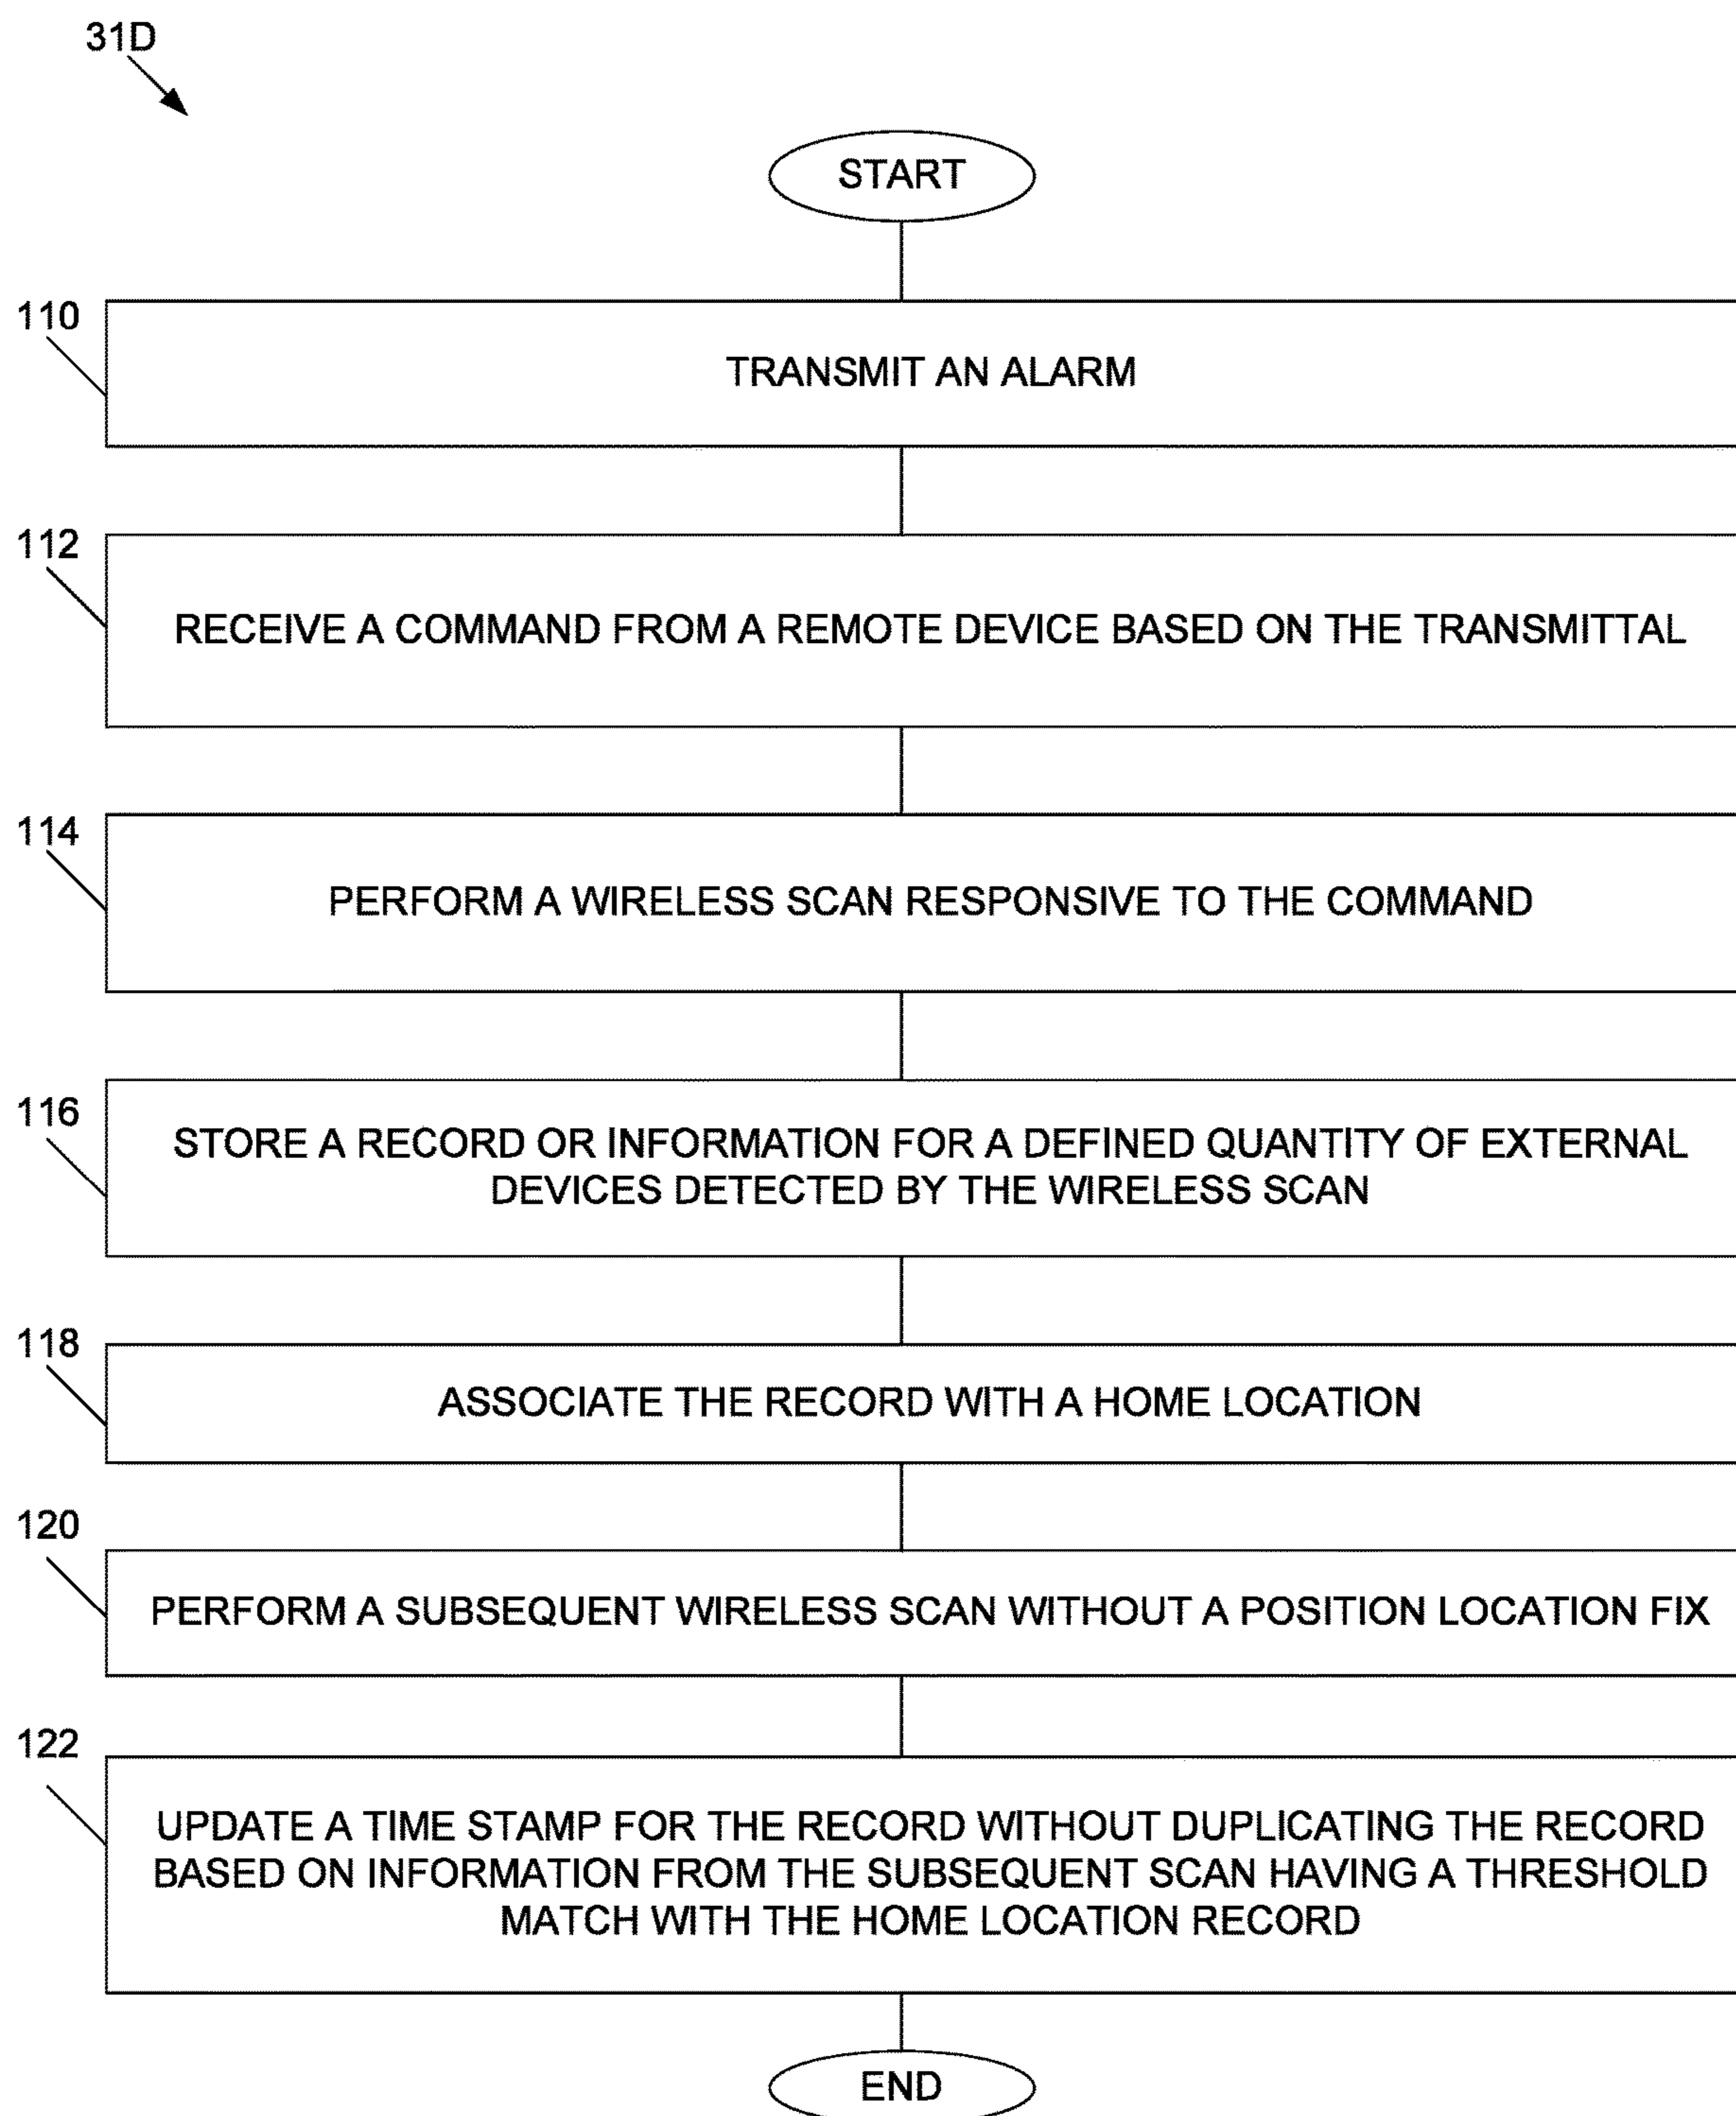 31D
START
110
TRANSMIT AN ALARM
112
RECEIVE A COMMAND FROM A REMOTE DEVICE BASED ON THE TRANSMITTAL
114
PERFORM A WIRELESS SCAN RESPONSIVE TO THE COMMAND
116
STORE A RECORD OR INFORMATION FOR A DEFINED QUANTITY OF EXTERNAL
DEVICES DETECTED BY THE WIRELESS SCAN
118
ASSOCIATE THE RECORD WITH A HOME LOCATION
120
PERFORM A SUBSEQUENT WIRELESS SCAN WITHOUT A POSITION LOCATION FIX
122
UPDATE A TIME STAMP FOR THE RECORD WITHOUT DUPLICATING THE RECORD
BASED ON INFORMATION FROM THE SUBSEQUENT SCAN HAVING A THRESHOLD
MATCH WITH THE HOME LOCATION RECORD
END